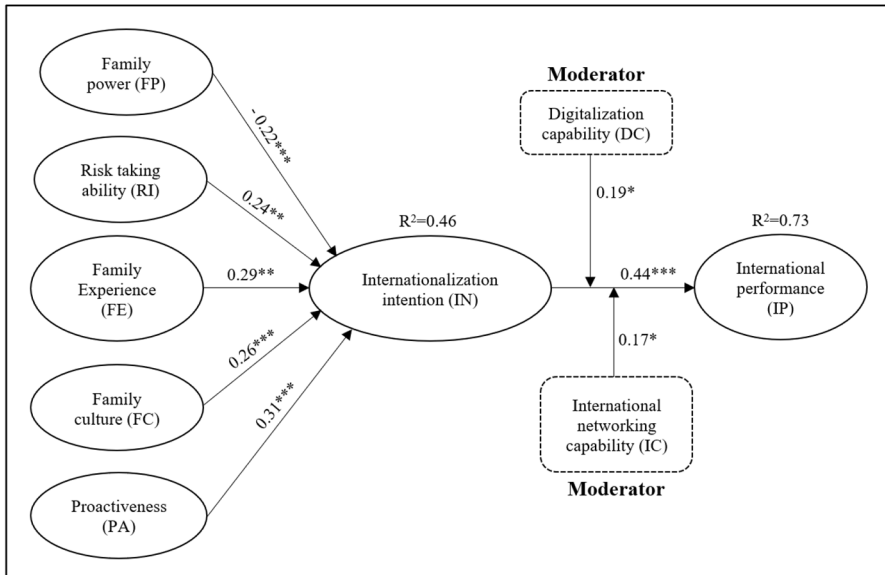 Family
power (FP)
Risk taking
ability (RI)
Family
Experience
(FE)
Family
culture (FC)
Proactiveness
(PA)
- 0.22***
0.24**
0.29**
0.26***
0.31***
R²=0.46
Internationalization
intention (IN)
Moderator
Digitalization
capability (DC)
0.19*
0.44***
0.17*
International
networking
capability (IC)
Moderator
R²=0.73
International
performance
(IP)